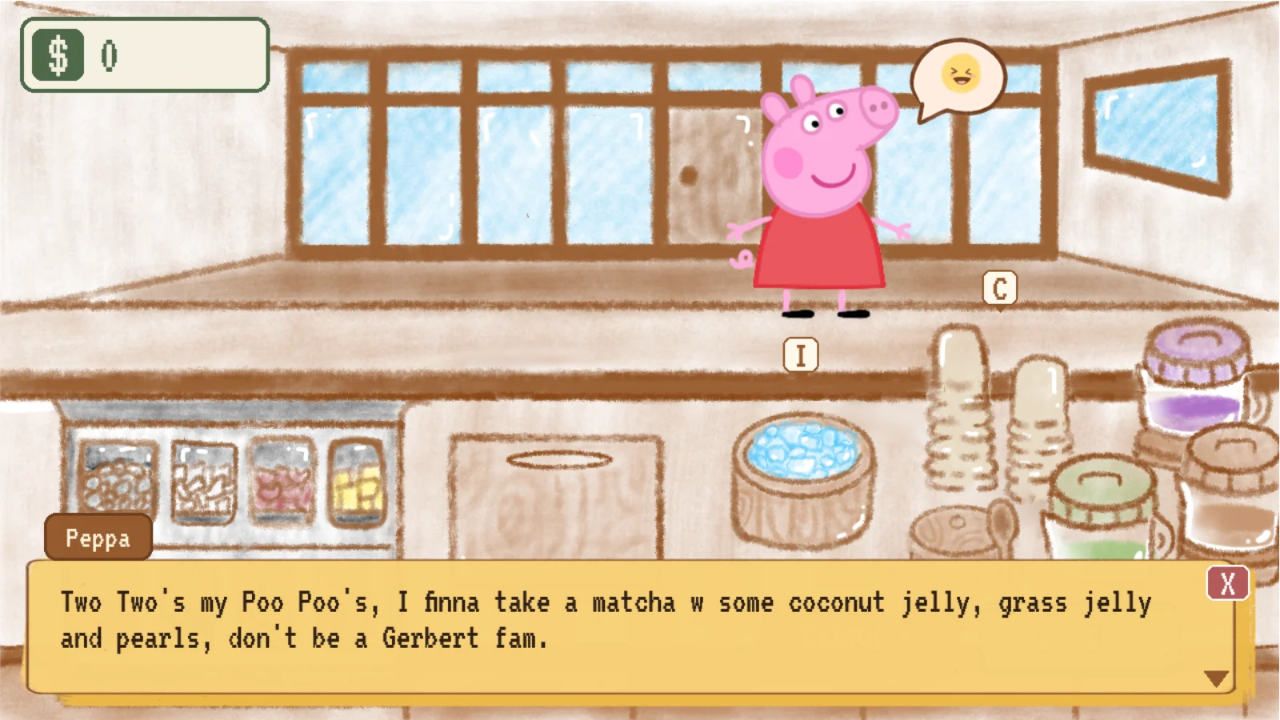 $ 0
C
I
Peppa
X
Two Two's my Poo Poo's, I finna take a matcha w some coconut jelly, grass jelly
and pearls, don't be a Gerbert fam.